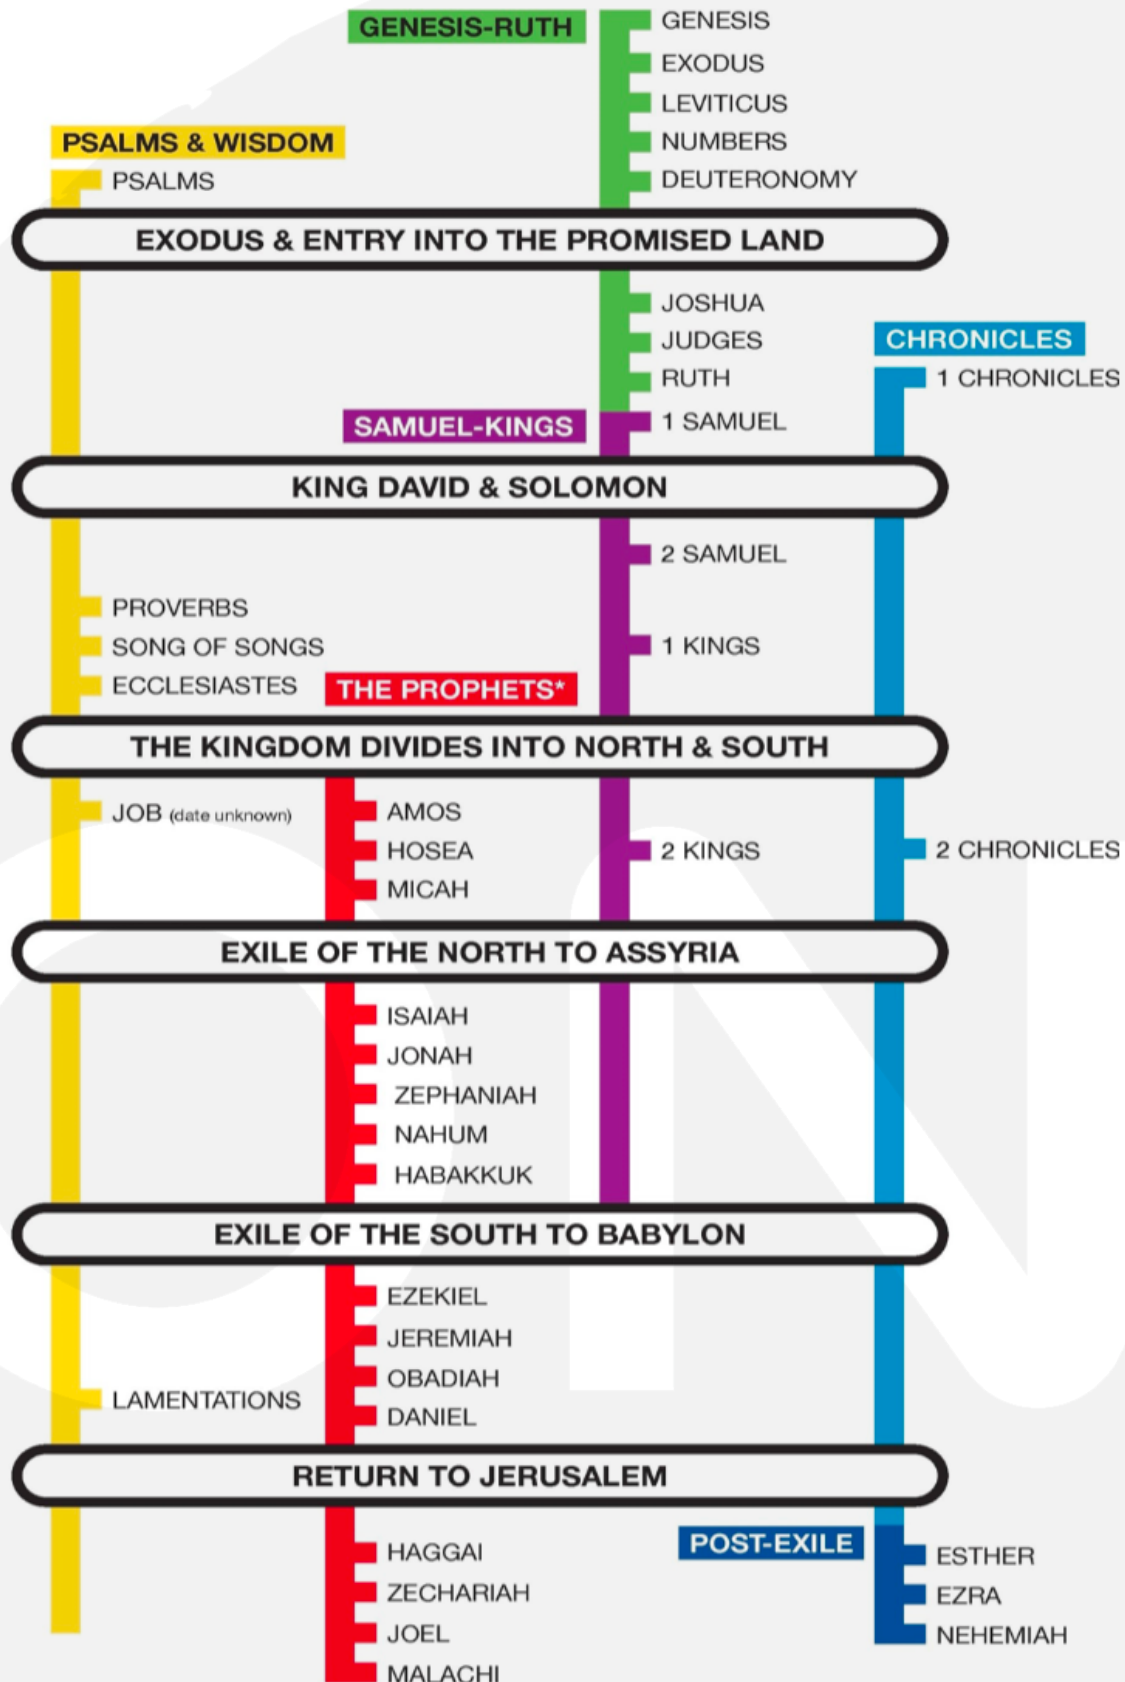 GENESIS-RUTH
GENESIS
EXODUS
LEVITICUS
NUMBERS
DEUTERONOMY
PSALMS & WISDOM
PSALMS
EXODUS & ENTRY INTO THE PROMISED LAND
JOSHUA
JUDGES
RUTH
CHRONICLES
1 CHRONICLES
SAMUEL-KINGS
1 SAMUEL
KING DAVID & SOLOMON
2 SAMUEL
PROVERBS
SONG OF SONGS
ECCLESIASTES
1 KINGS
THE PROPHETS*
THE KINGDOM DIVIDES INTO NORTH & SOUTH
JOB (date unknown)
AMOS
HOSEA
MICAH
2 KINGS
2 CHRONICLES
EXILE OF THE NORTH TO ASSYRIA
ISAIAH
JONAH
ZEPHANIAH
NAHUM
HABAKKUK
EXILE OF THE SOUTH TO BABYLON
EZEKIEL
JEREMIAH
OBADIAH
DANIEL
LAMENTATIONS
RETURN TO JERUSALEM
HAGGAI
ZECHARIAH
JOEL
MALACHI
POST-EXILE
ESTHER
EZRA
NEHEMIAH